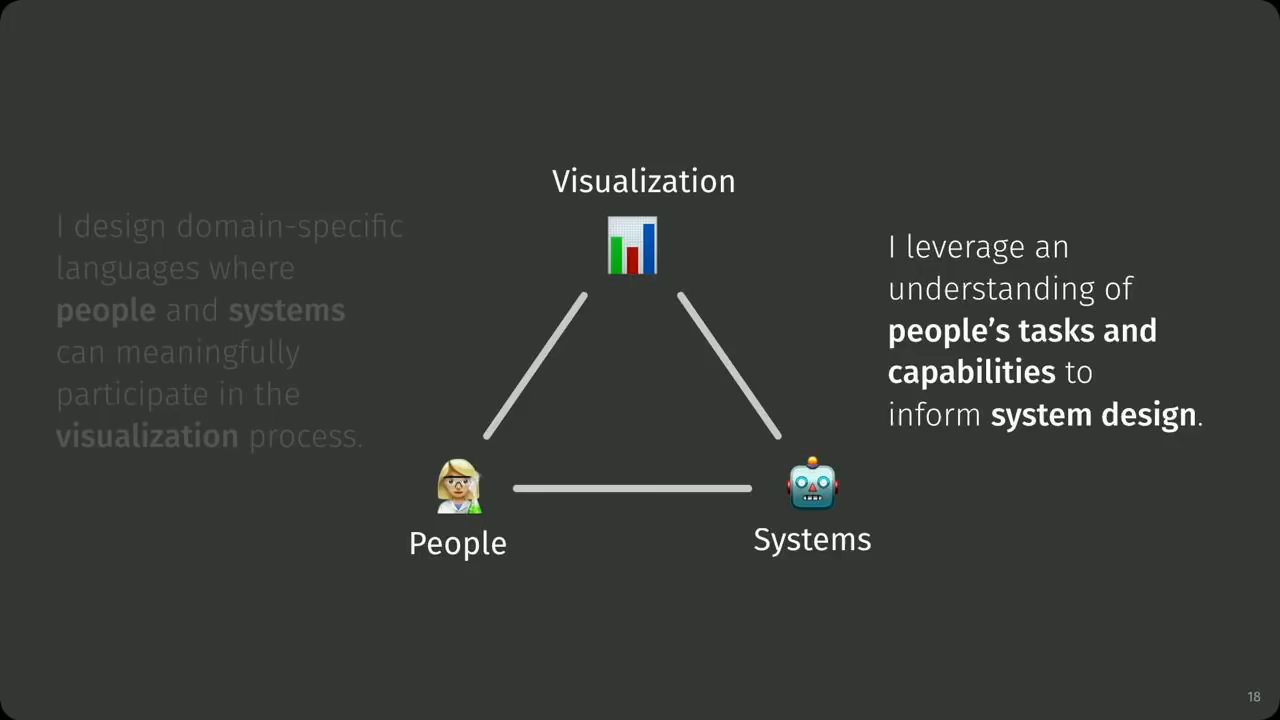 Visualization
I design domain-specific
languages where
people and systems
can meaningfully
participate in the
visualization process.
I leverage an
understanding of
people’s tasks and
capabilities to
inform system design.
People
Systems
18